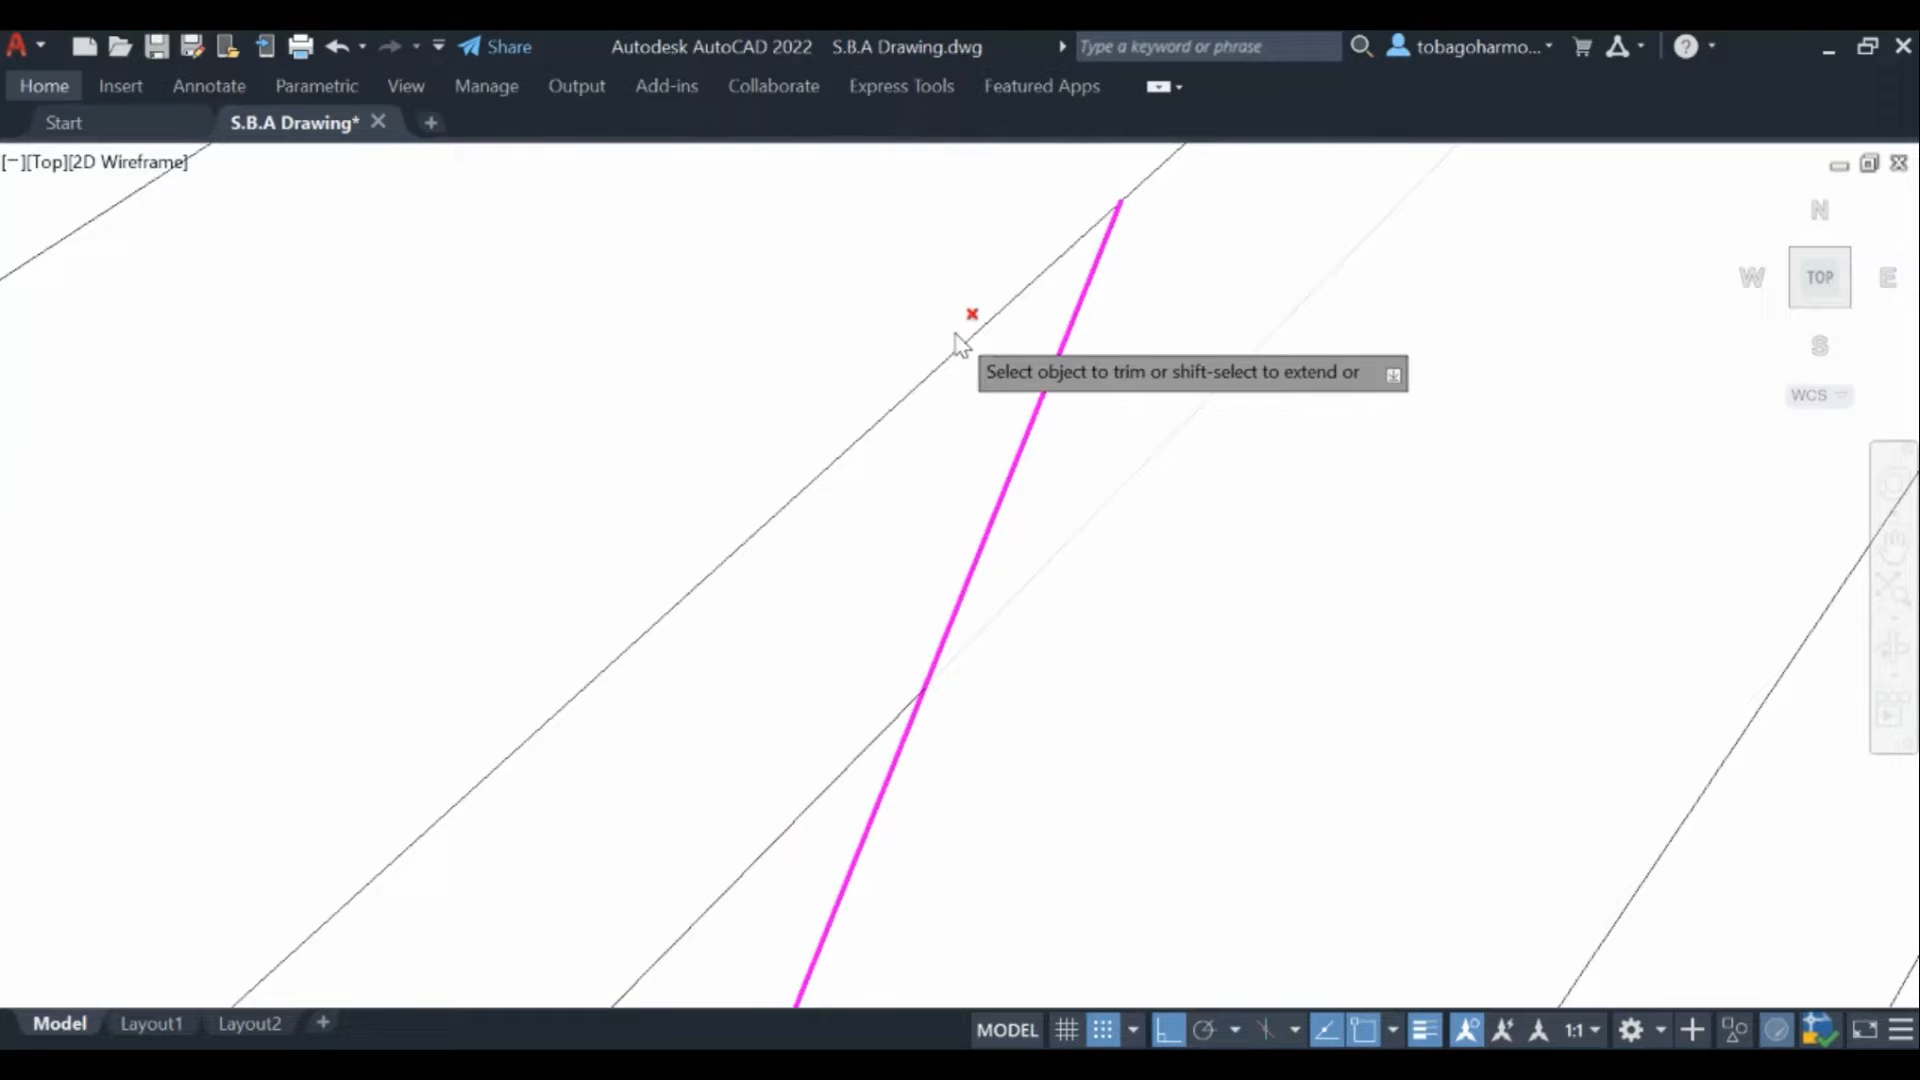 A Share Autodesk AutoCAD 2022 S.B.A Drawing.dwg Type a keyword or phrase tobagoharmo... ?
Home Insert Annotate Parametric View Manage Output Add-ins Collaborate Express Tools Featured Apps
Start S.B.A Drawing*
[−][Top][2D Wireframe]
N
W TOP E
S
WCS
Select object to trim or shift-select to extend or
Model Layout1 Layout2 MODEL 1:1